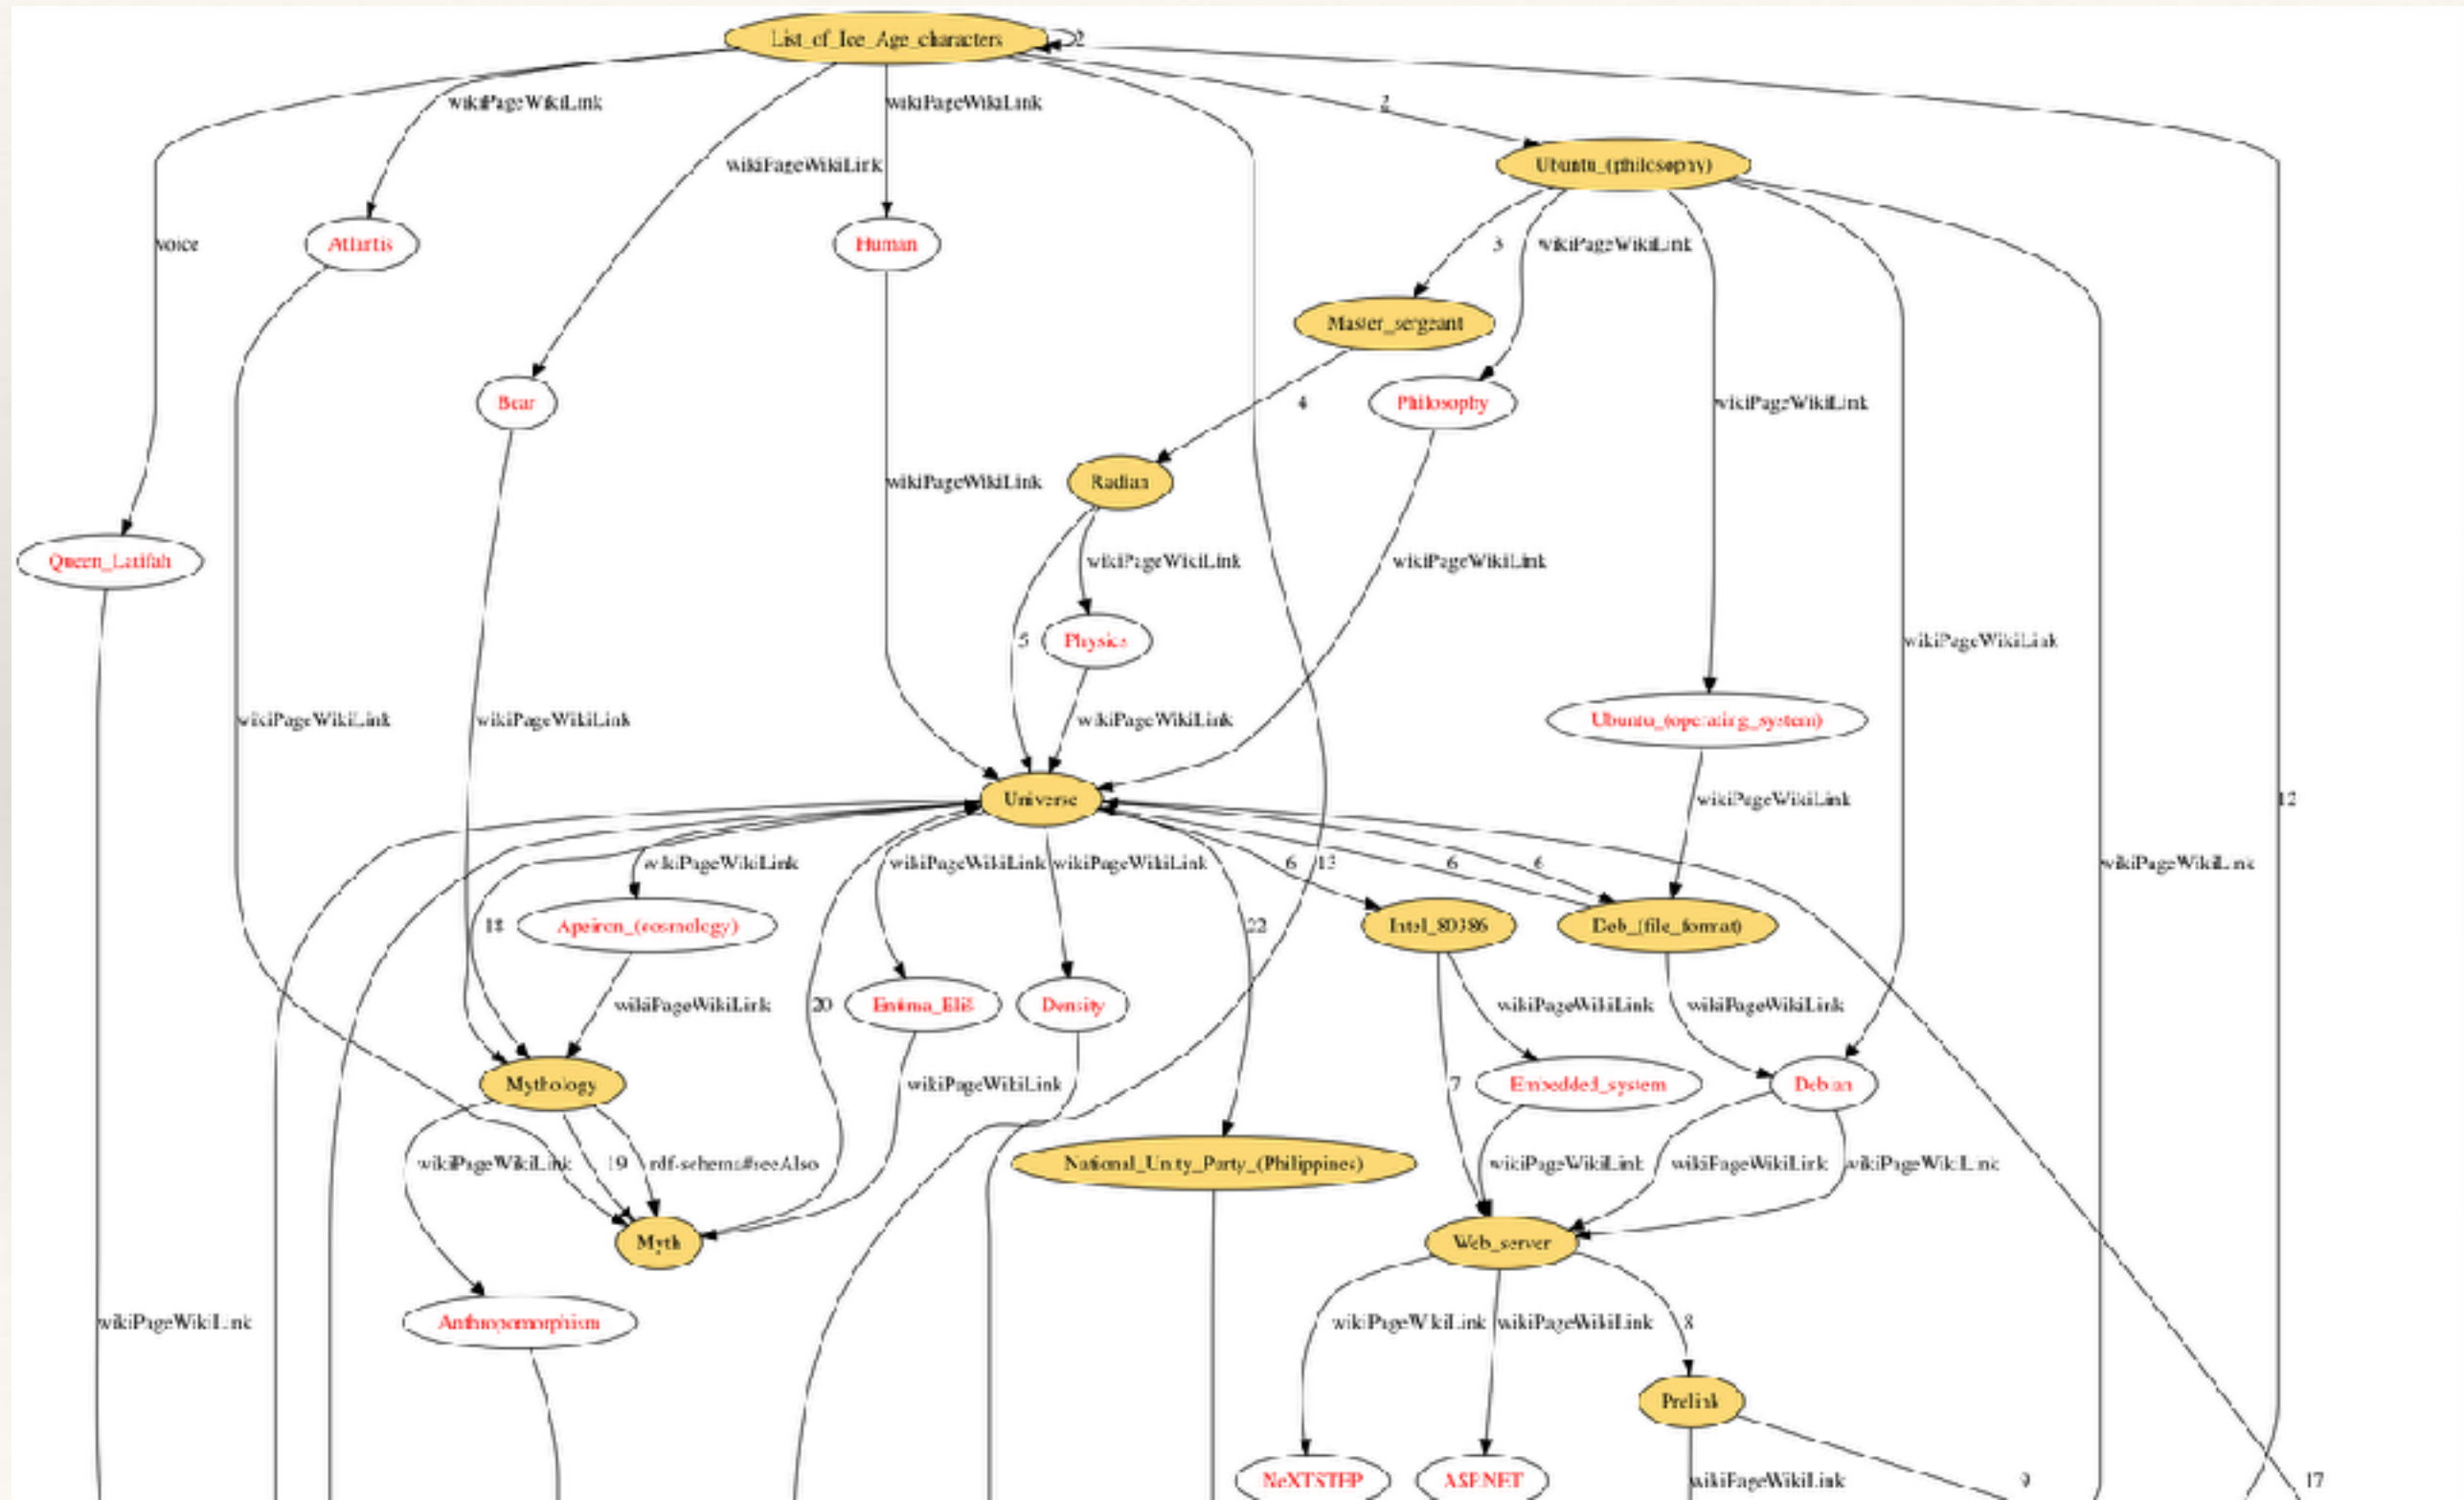 List_of_Ice_Age_characters
2
wikiPageWikiLink
wikiPageWikiLink
2
wikiPageWikiLink
Ubuntu_(philosophy)
voice
Human
3
wikiPageWikiLink
Master_sergeant
Bear
4
Philosophy
wikiPageWikiLink
wikiPageWikiLink
Radian
Queen_Latifah
wikiPageWikiLink
wikiPageWikiLink
5
Physics
wikiPageWikiLink
wikiPageWikiLink
wikiPageWikiLink
wikiPageWikiLink
Ubuntu_(operating_system)
Universe
wikiPageWikiLink
12
wikiPageWikiLink
wikiPageWikiLink
wikiPageWikiLink
6
13
6
6
wikiPageWikiLink
18
Apeiron_(cosmology)
22
Intel_80386
Deb_(file_format)
wikiPageWikiLink
20
Density
wikiPageWikiLink
wikiPageWikiLink
Mythology
wikiPageWikiLink
7
Embedded_system
Debian
wikiPageWikiLink
19
rdf-schema#seeAlso
National_Unity_Party_(Philippines)
wikiPageWikiLink
wikiPageWikiLink
wikiPageWikiLink
Myth
Web_server
wikiPageWikiLink
Anthropomorphism
wikiPageWikiLink
wikiPageWikiLink
8
Prelink
NeXTSTEP
ASP.NET
wikiPageWikiLink
9
17